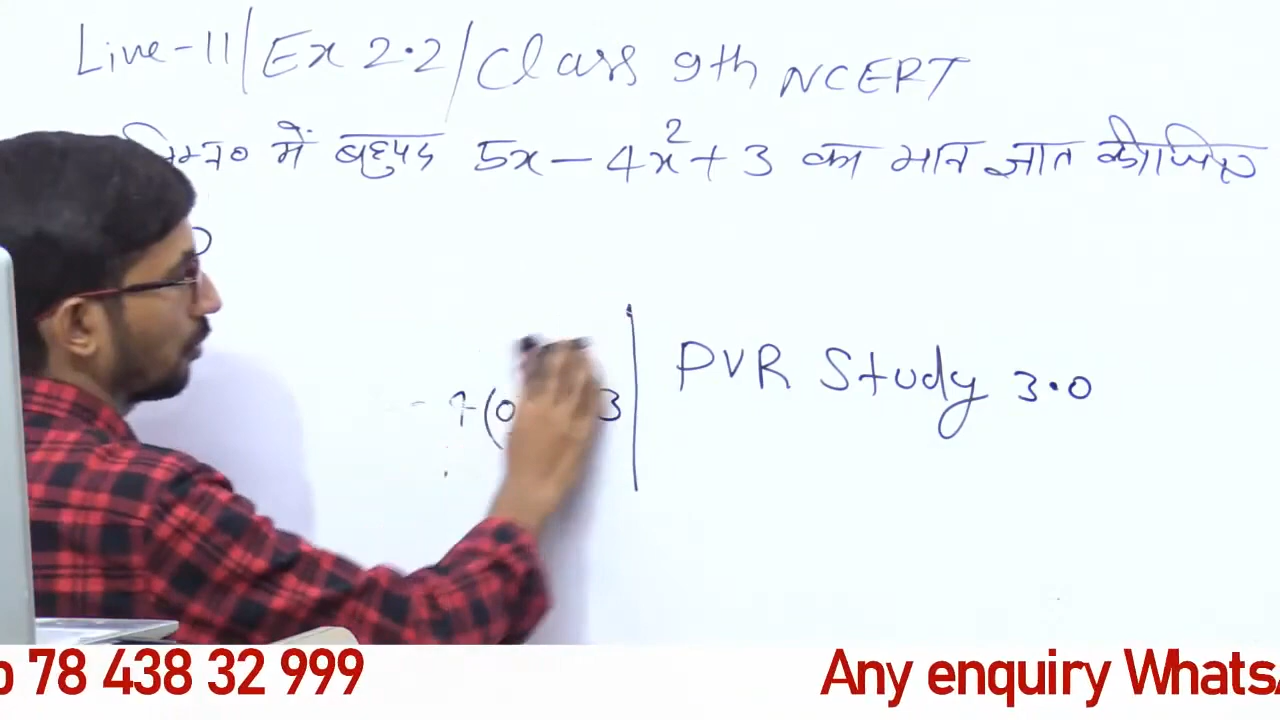 Live-11/Ex 2.2/Class 9th NCERT
में बहुपद 5x - 4x² + 3 का मान ज्ञात कीजिए
PVR Study 3.0
3
78 438 32 999 Any enquiry Whats